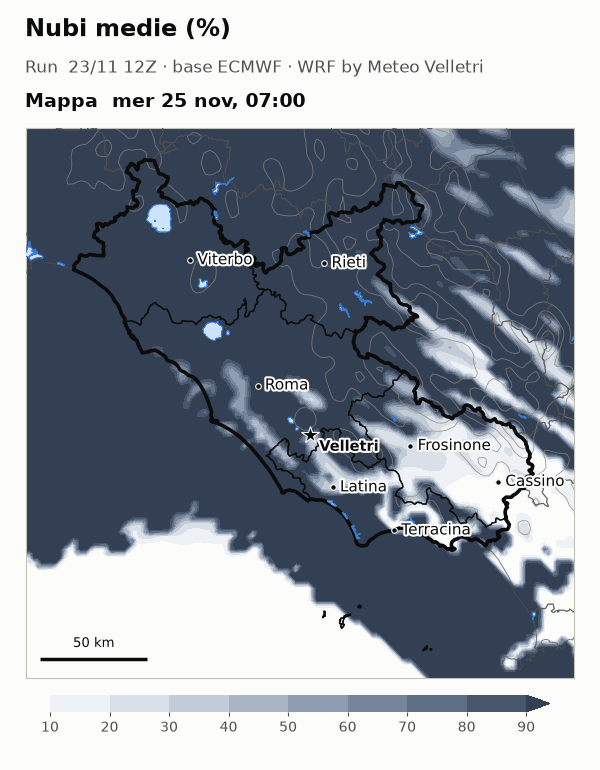 Nubi medie (%)
Run  23/11 12Z · base ECMWF · WRF by Meteo Velletri
Mappa  mer 25 nov, 07:00
Viterbo
Rieti
Roma
Velletri
Frosinone
Cassino
Latina
Terracina
50 km
10 20 30 40 50 60 70 80 90